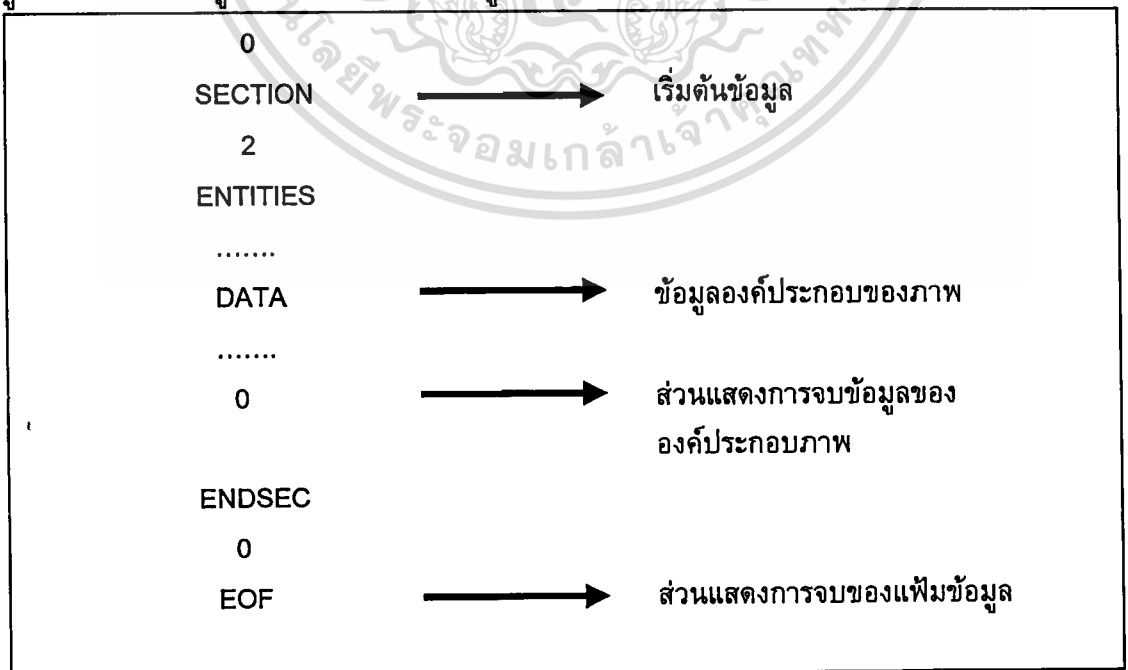 0
SECTION เริ่มต้นข้อมูล
2
ENTITIES
.......
DATA ข้อมูลองค์ประกอบของภาพ
.......
0 ส่วนแสดงการจบข้อมูลของ
องค์ประกอบภาพ
ENDSEC
0
EOF ส่วนแสดงการจบของแฟ้มข้อมูล